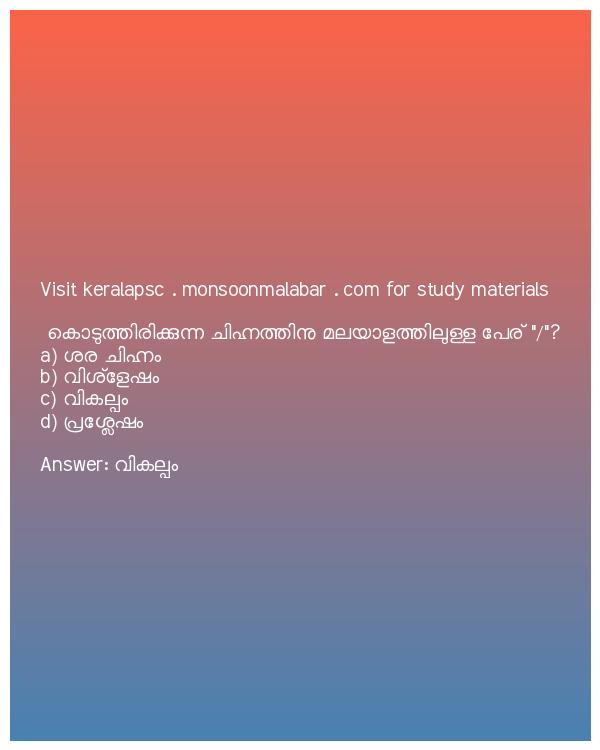 Visit keralapsc . monsoonmalabar . com for study materials
കൊടുത്തിരിക്കുന്ന ചിഹ്നത്തിനു മലയാളത്തിലുള്ള പേര് "/"?
a) ശര ചിഹ്നം
b) വിശ്ളേഷം
c) വികല്പം
d) പ്രശ്ലേഷം
Answer: വികല്പം